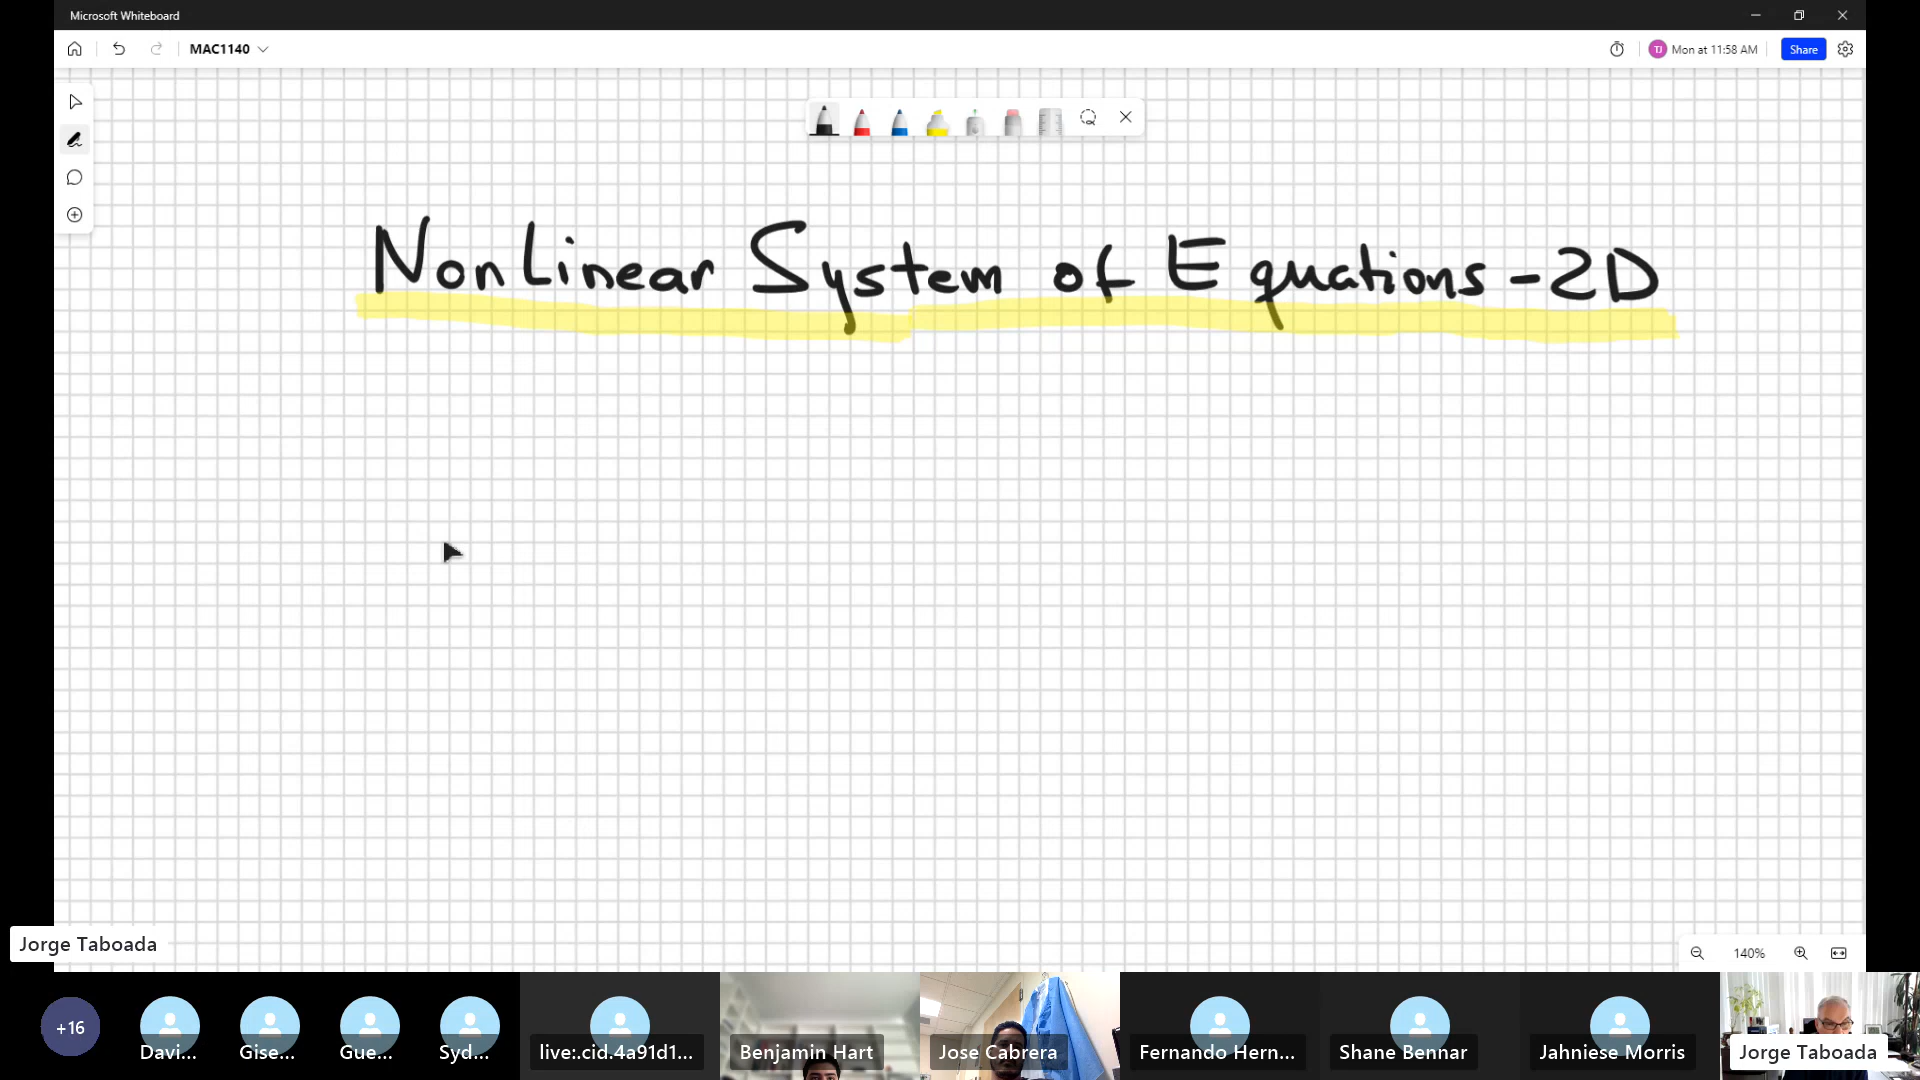 Microsoft Whiteboard
MAC1140
TJ Mon at 11:58 AM Share
NonLinear System of Equations - 2D
Jorge Taboada
140%
+16
Davi...
Gise...
Gue...
Syd...
live:.cid.4a91d1...
Benjamin Hart
Jose Cabrera
Fernando Hern...
Shane Bennar
Jahniese Morris
Jorge Taboada